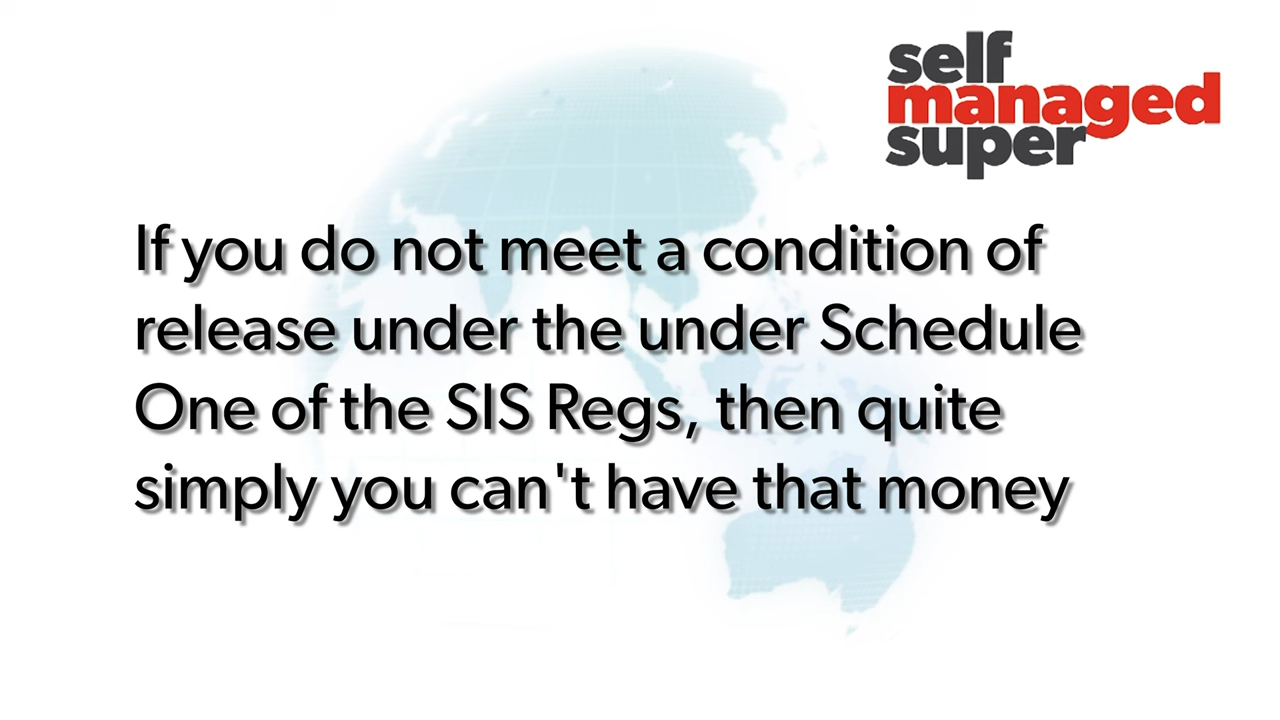 self
managed
super
If you do not meet a condition of
release under the under Schedule
One of the SIS Regs, then quite
simply you can't have that money